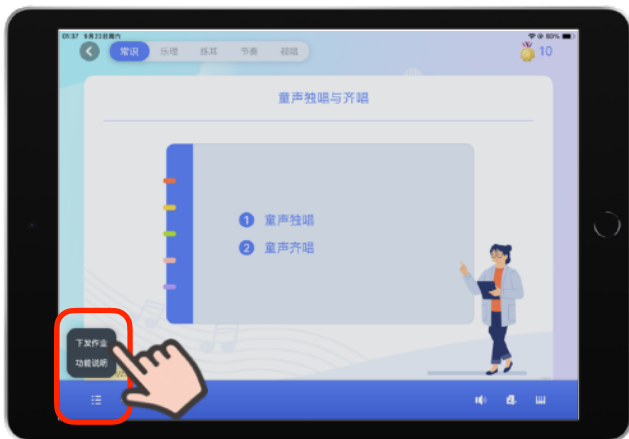 01:37 9月23日周六
80%
常识 乐理 练耳 节奏 视唱
10
童声独唱与齐唱
1 童声独唱
2 童声齐唱
下发作业
功能说明